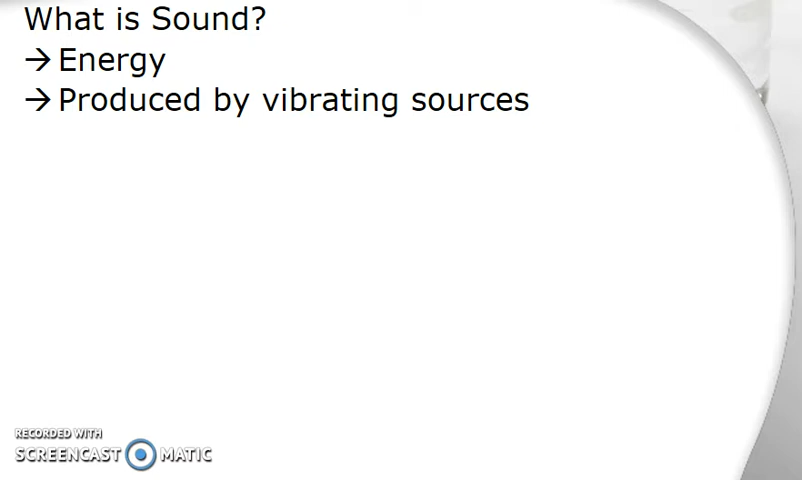 What is Sound?
→ Energy
→ Produced by vibrating sources
RECORDED WITH
SCREENCAST MATIC